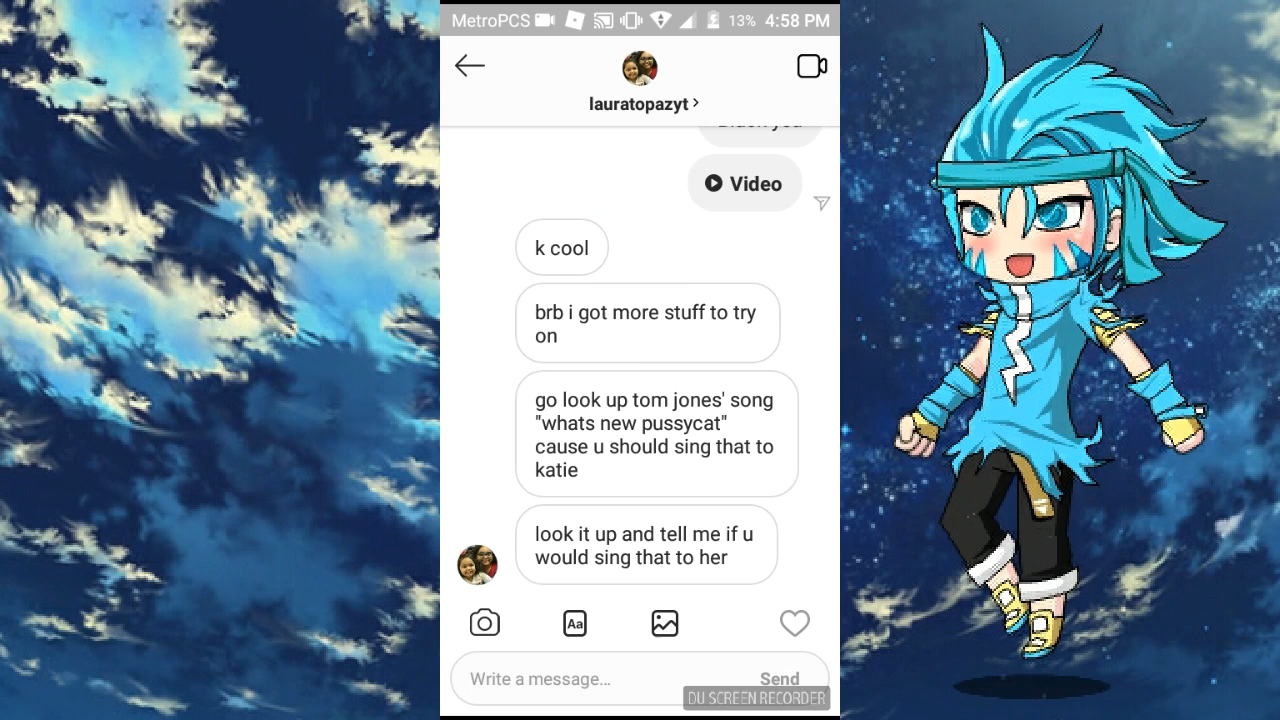 MetroPCS 13% 4:58 PM
lauratopazyt
Video
k cool
brb i got more stuff to try
on
go look up tom jones' song
"whats new pussycat"
cause u should sing that to
katie
look it up and tell me if u
would sing that to her
Aa
Write a message...
Send
DU SCREEN RECORDER